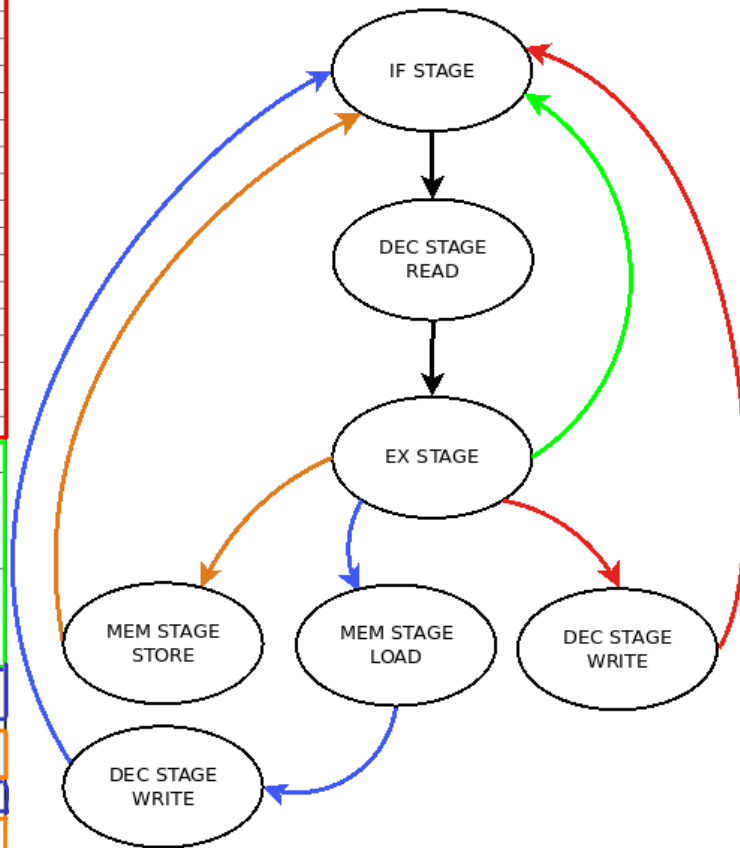 IF STAGE
DEC STAGE
READ
EX STAGE
MEM STAGE
STORE
MEM STAGE
LOAD
DEC STAGE
WRITE
DEC STAGE
WRITE